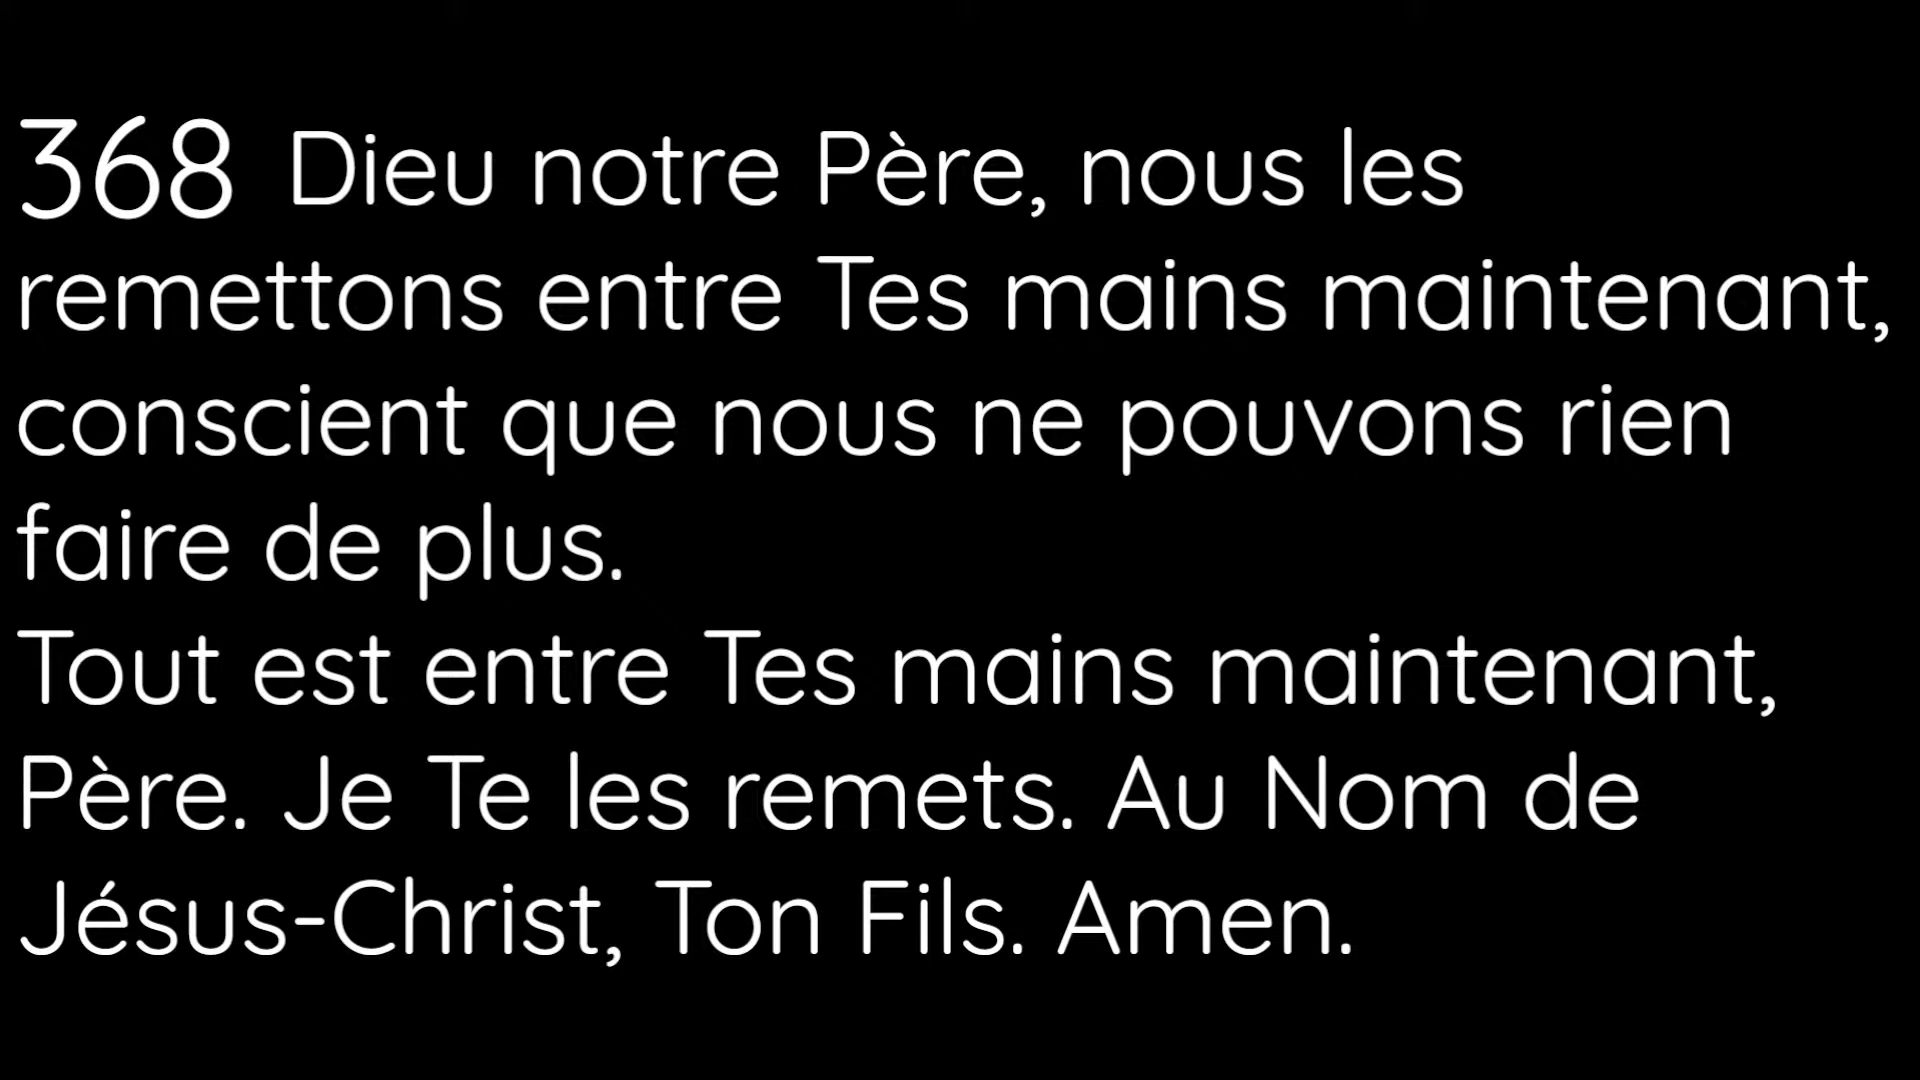 368 Dieu notre Père, nous les
remettons entre Tes mains maintenant,
conscient que nous ne pouvons rien
faire de plus.
Tout est entre Tes mains maintenant,
Père. Je Te les remets. Au Nom de
Jésus-Christ, Ton Fils. Amen.